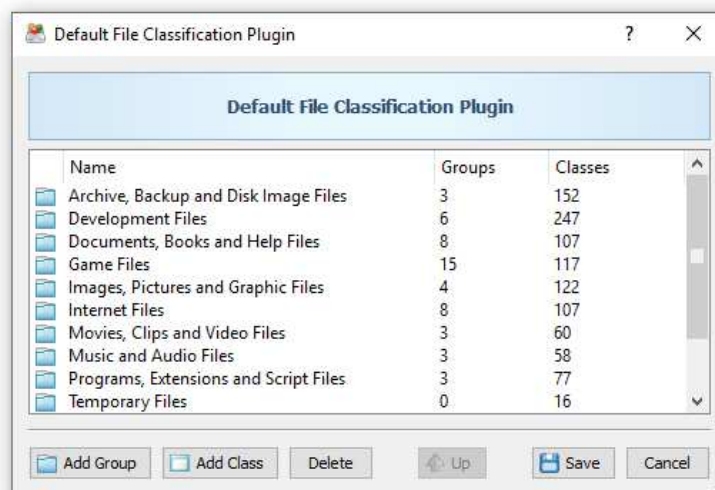 Default File Classification Plugin ?
Default File Classification Plugin
Name Groups Classes
Archive, Backup and Disk Image Files 3 152
Development Files 6 247
Documents, Books and Help Files 8 107
Game Files 15 117
Images, Pictures and Graphic Files 4 122
Internet Files 8 107
Movies, Clips and Video Files 3 60
Music and Audio Files 3 58
Programs, Extensions and Script Files 3 77
Temporary Files 0 16
Add Group Add Class Delete Up Save Cancel